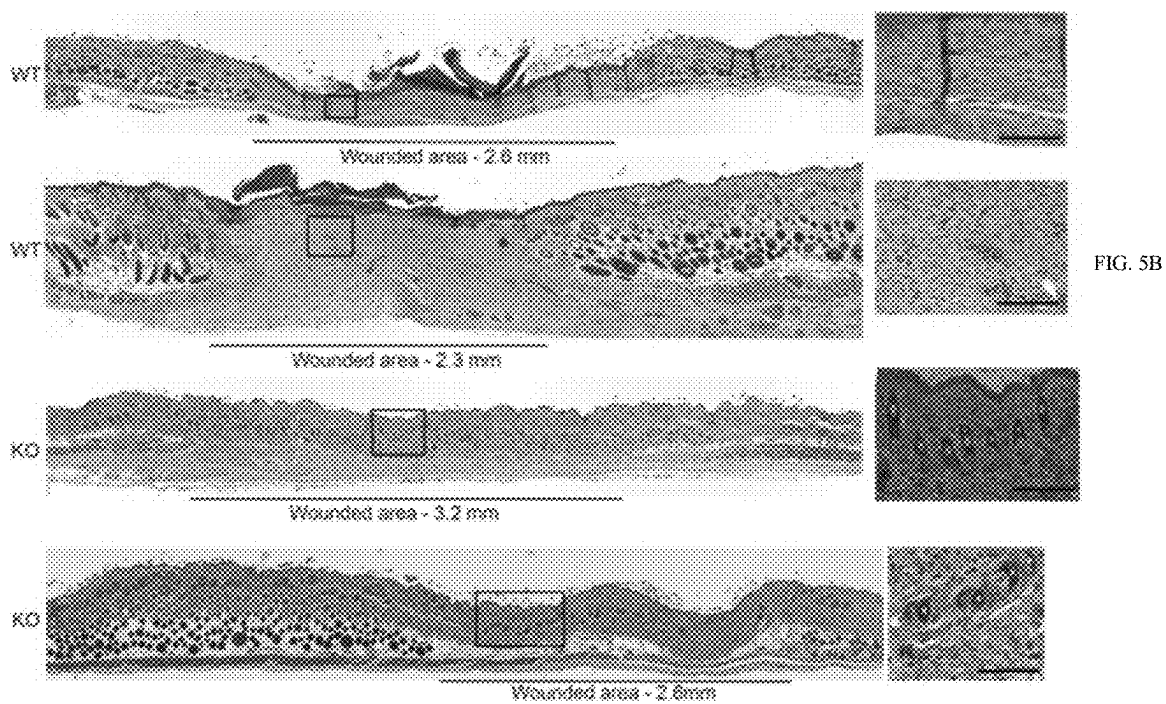 WT
Wounded area - 2.6 mm
WT
Wounded area - 2.3 mm
FIG. 5B
KO
Wounded area - 3.2 mm
KO
Wounded area - 2.6mm